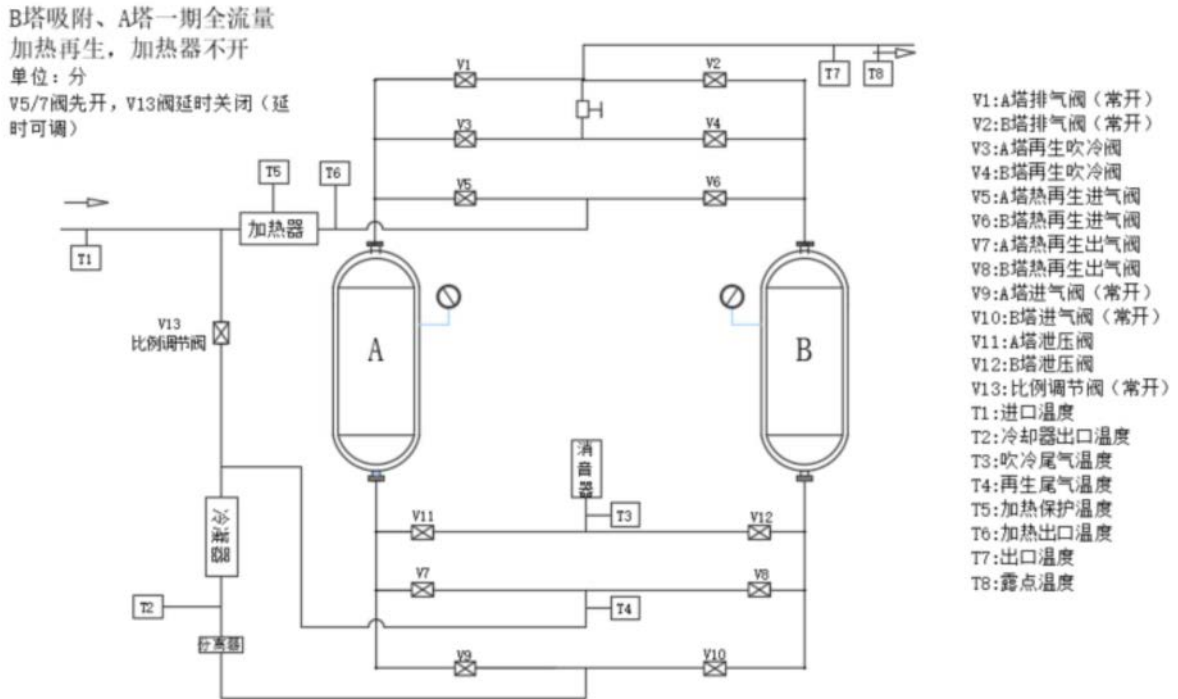 B塔吸附、A塔一期全流量
加热再生，加热器不开
单位：分
V5/7阀先开，V13阀延时关闭（延
时可调）
V1
V2
T7
T8
V3
V4
T5
T6
V5
V6
加热器
T1
V13
比例调节阀
A
B
消音器
冷凝器
V11
T3
V12
V7
V8
T2
T4
分离器
V9
V10
V1:A塔排气阀（常开）
V2:B塔排气阀（常开）
V3:A塔再生吹冷阀
V4:B塔再生吹冷阀
V5:A塔热再生进气阀
V6:B塔热再生进气阀
V7:A塔热再生出气阀
V8:B塔热再生出气阀
V9:A塔进气阀（常开）
V10:B塔进气阀（常开）
V11:A塔泄压阀
V12:B塔泄压阀
V13:比例调节阀（常开）
T1:进口温度
T2:冷却器出口温度
T3:吹冷尾气温度
T4:再生尾气温度
T5:加热保护温度
T6:加热出口温度
T7:出口温度
T8:露点温度